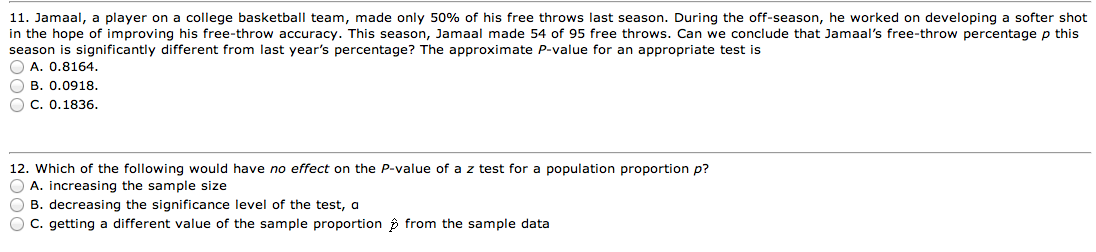 11. Jamaal, a player on a college basketball team, made only 50% of his free throws last season. During the off-season, he worked on developing a softer shot
in the hope of improving his free-throw accuracy. This season, Jamaal made 54 of 95 free throws. Can we conclude that Jamaal's free-throw percentage p this
season is significantly different from last year's percentage? The approximate P-value for an appropriate test is
A. 0.8164.
B. 0.0918.
C. 0.1836.
12. Which of the following would have no effect on the P-value of a z test for a population proportion p?
A. increasing the sample size
B. decreasing the significance level of the test, α
C. getting a different value of the sample proportion p̂ from the sample data